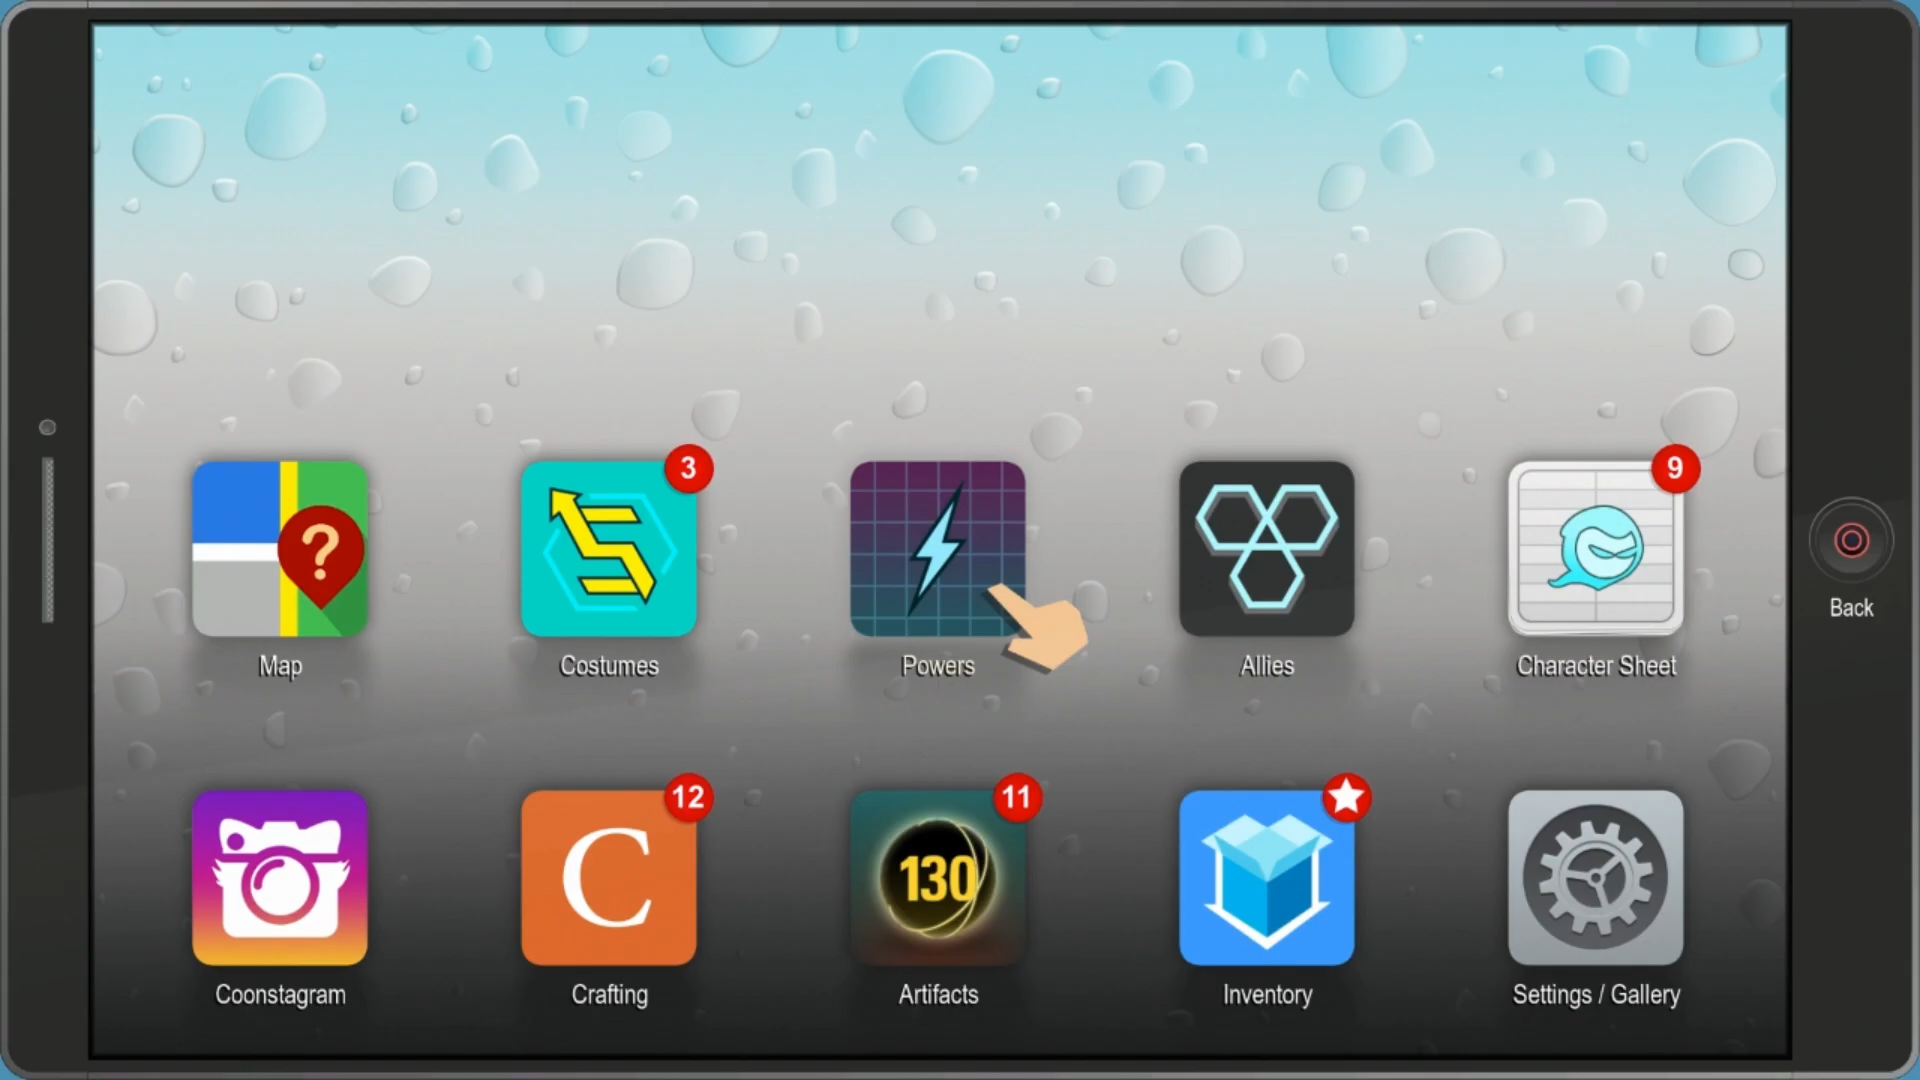 3
9
?
Map
Costumes
Powers
Allies
Character Sheet
Back
12
11
C
130
Coonstagram
Crafting
Artifacts
Inventory
Settings / Gallery